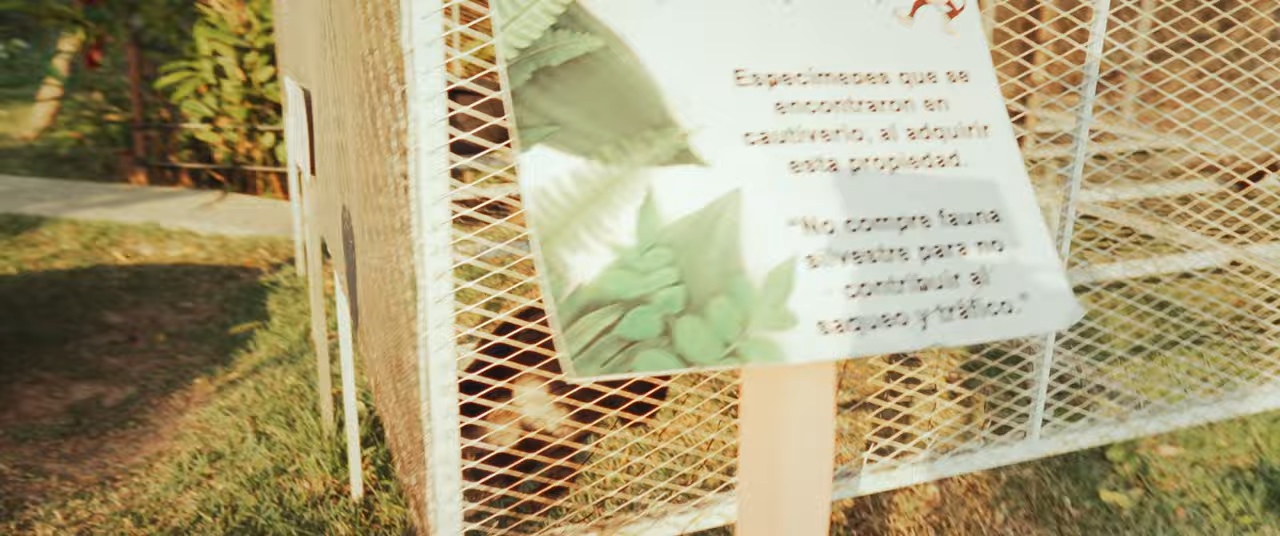 Especímenes que se
encontraron en
cautiverio, al adquirir
esta propiedad.
"No compre fauna
silvestre para no
contribuir al
saqueo y tráfico."